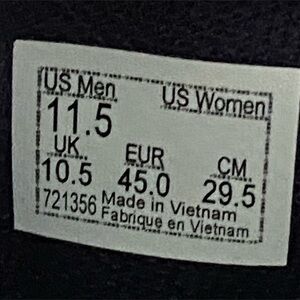 US Men US Women
11.5
UK EUR CM
10.5 45.0 29.5
721356 Made in Vietnam
Fabrique en Vietnam